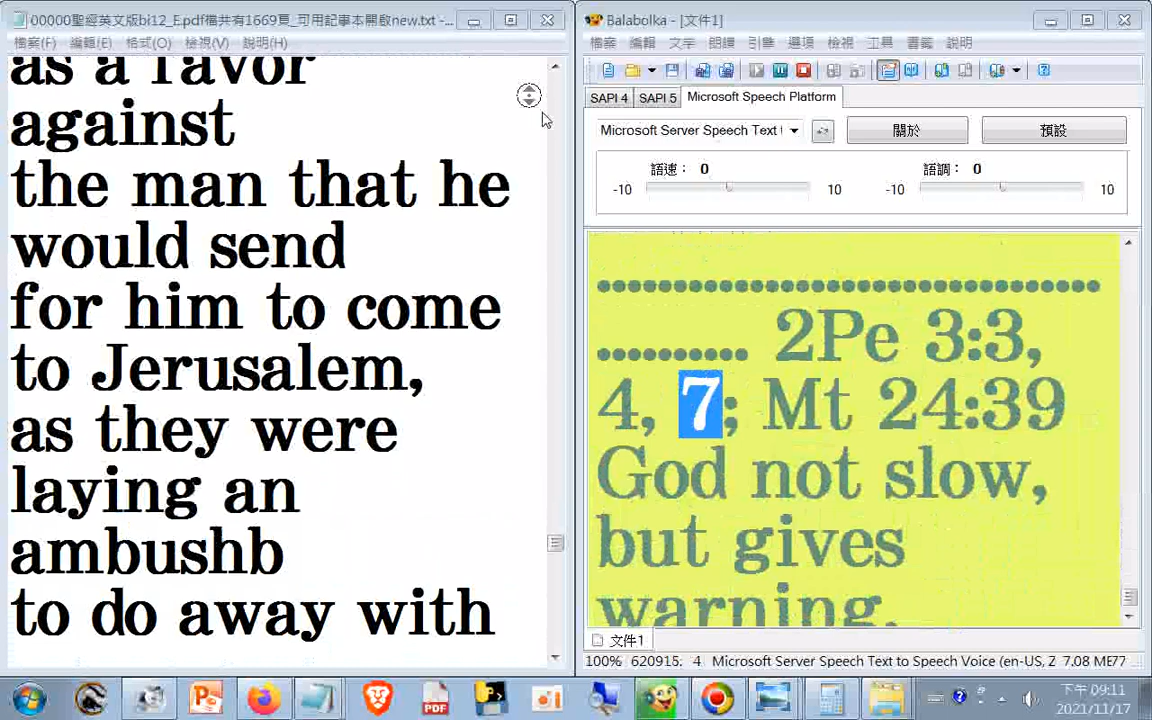 00000聖經英文版bi12_E.pdf檔共有1669頁_可用記事本開啟new.txt -...
檔案(F) 編輯(E) 格式(O) 檢視(V) 說明(H)
as a favor
against
the man that he
would send
for him to come
to Jerusalem,
as they were
laying an
ambushb
to do away with
Balabolka - [文件1]
檔案 編輯 文字 朗讀 引擎 選項 檢視 工具 書籤 說明
SAPI 4 SAPI 5 Microsoft Speech Platform
Microsoft Server Speech Text 關於 預設
語速： 0 語調： 0
-10 10 -10 10
.................................
.......... 2Pe 3:3,
4, 7; Mt 24:39
God not slow,
but gives
warning.
文件1
100% 620915: 4 Microsoft Server Speech Text to Speech Voice (en-US, Z 7.08 ME77
PDF
下午 09:11
2021/11/17